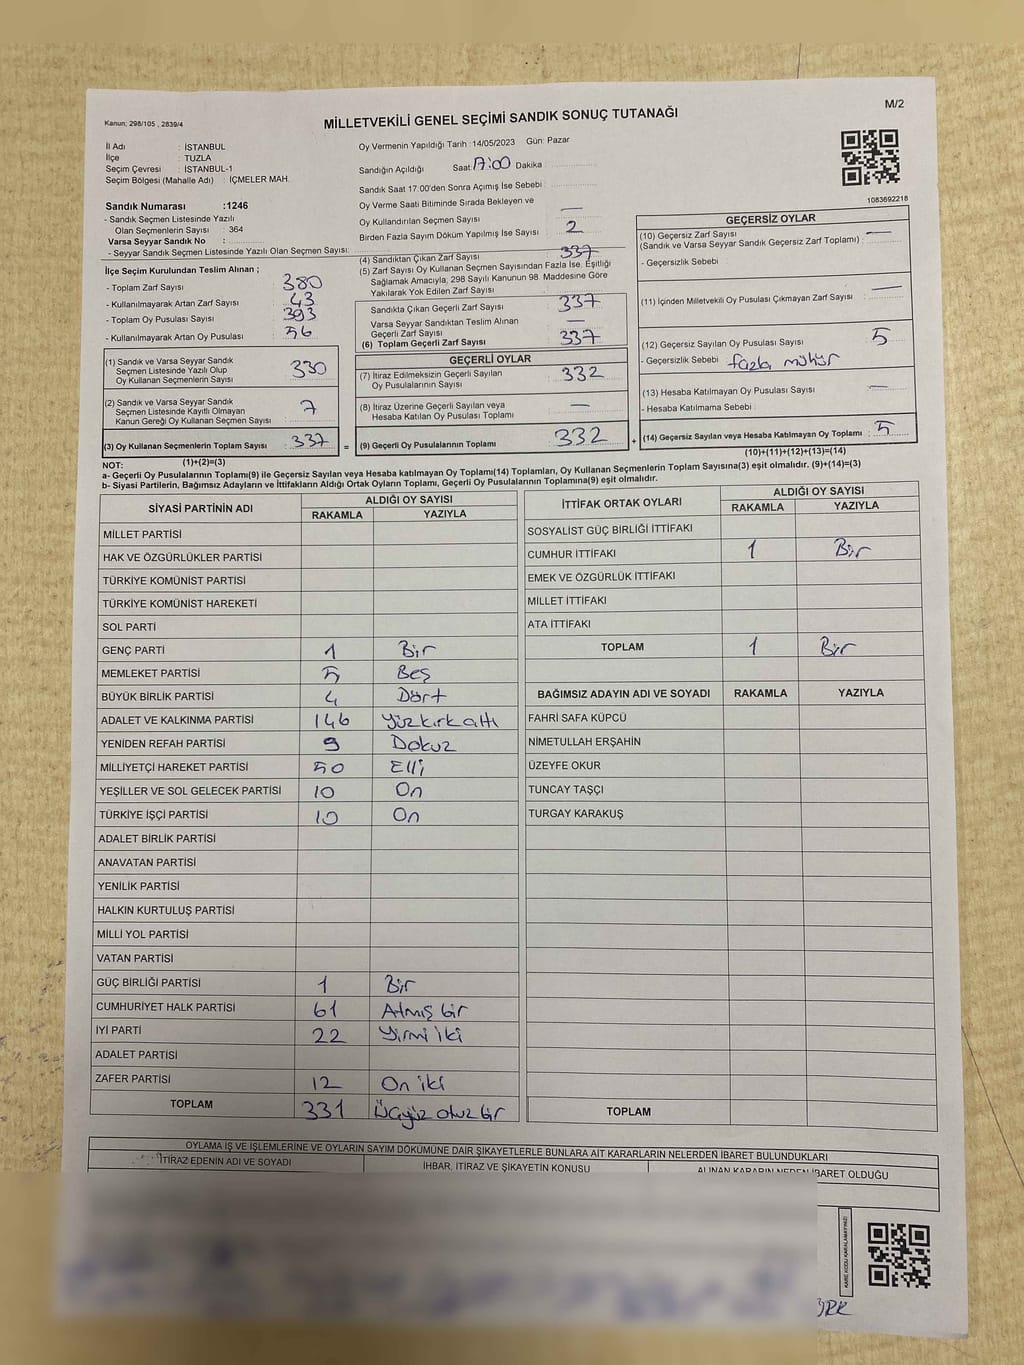 M/2
Kanun; 298/105 , 2839/4
MİLLETVEKİLİ GENEL SEÇİMİ SANDIK SONUÇ TUTANAĞI
İl Adı : İSTANBUL
İlçe : TUZLA
Seçim Çevresi : İSTANBUL-1
Seçim Bölgesi (Mahalle Adı) : İÇMELER MAH.
Sandık Numarası :1246
- Sandık Seçmen Listesinde Yazılı
Olan Seçmenlerin Sayısı : 364
Varsa Seyyar Sandık No :
- Seyyar Sandık Seçmen Listesinde Yazılı Olan Seçmen Sayısı:
İlçe Seçim Kurulundan Teslim Alınan ;
- Toplam Zarf Sayısı 380
- Kullanılmayarak Artan Zarf Sayısı 43
- Toplam Oy Pusulası Sayısı 393
- Kullanılmayarak Artan Oy Pusulası 56
(1) Sandık ve Varsa Seyyar Sandık
Seçmen Listesinde Yazılı Olup
Oy Kullanan Seçmenlerin Sayısı 330
(2) Sandık ve Varsa Seyyar Sandık
Seçmen Listesinde Kayıtlı Olmayan
Kanun Gereği Oy Kullanan Seçmen Sayısı : 7
(3) Oy Kullanan Seçmenlerin Toplam Sayısı : 337 =
(1)+(2)=(3)
Oy Vermenin Yapıldığı Tarih :14/05/2023 Gün: Pazar
Sandığın Açıldığı Saat: 17:00 Dakika :
Sandık Saat 17:00'den Sonra Açımış İse Sebebi :
Oy Verme Saati Bitiminde Sırada Bekleyen ve
Oy Kullandırılan Seçmen Sayısı : —
Birden Fazla Sayım Döküm Yapılmış İse Sayısı : 2
(4) Sandıktan Çıkan Zarf Sayısı : 337
(5) Zarf Sayısı Oy Kullanan Seçmen Sayısından Fazla İse. Eşitliği
Sağlamak Amacıyla, 298 Sayılı Kanunun 98. Maddesine Göre
Yakılarak Yok Edilen Zarf Sayısı :
Sandıkta Çıkan Geçerli Zarf Sayısı : 337
Varsa Seyyar Sandıktan Teslim Alınan
Geçerli Zarf Sayısı : —
(6) Toplam Geçerli Zarf Sayısı : 337
GEÇERLİ OYLAR
(7) İtiraz Edilmeksizin Geçerli Sayılan
Oy Pusulalarının Sayısı : 332
(8) İtiraz Üzerine Geçerli Sayılan veya
Hesaba Katılan Oy Pusulası Toplamı : —
(9) Geçerli Oy Pusulalarının Toplamı : 332 +
1083692218
GEÇERSİZ OYLAR
(10) Geçersiz Zarf Sayısı
(Sandık ve Varsa Seyyar Sandık Geçersiz Zarf Toplamı) : —
- Geçersizlik Sebebi :
(11) İçinden Milletvekili Oy Pusulası Çıkmayan Zarf Sayısı : —
(12) Geçersiz Sayılan Oy Pusulası Sayısı : 5
- Geçersizlik Sebebi : fazla mühür
(13) Hesaba Katılmayan Oy Pusulası Sayısı : —
- Hesaba Katılmama Sebebi :
(14) Geçersiz Sayılan veya Hesaba Katılmayan Oy Toplamı : 5
(10)+(11)+(12)+(13)=(14)
NOT:
a- Geçerli Oy Pusulalarının Toplamı(9) ile Geçersiz Sayılan veya Hesaba katılmayan Oy Toplamı(14) Toplamları, Oy Kullanan Seçmenlerin Toplam Sayısına(3) eşit olmalıdır. (9)+(14)=(3)
b- Siyasi Partilerin, Bağımsız Adayların ve İttifakların Aldığı Ortak Oyların Toplamı, Geçerli Oy Pusulalarının Toplamına(9) eşit olmalıdır.
SİYASİ PARTİNİN ADI ALDIĞI OY SAYISI
RAKAMLA YAZIYLA
MİLLET PARTİSİ
HAK VE ÖZGÜRLÜKLER PARTİSİ
TÜRKİYE KOMÜNİST PARTİSİ
TÜRKİYE KOMÜNİST HAREKETİ
SOL PARTİ
GENÇ PARTİ 1 Bir
MEMLEKET PARTİSİ 5 Beş
BÜYÜK BİRLİK PARTİSİ 4 Dört
ADALET VE KALKINMA PARTİSİ 146 Yüzkırkaltı
YENİDEN REFAH PARTİSİ 9 Dokuz
MİLLİYETÇİ HAREKET PARTİSİ 50 Elli
YEŞİLLER VE SOL GELECEK PARTİSİ 10 On
TÜRKİYE İŞÇİ PARTİSİ 10 On
ADALET BİRLİK PARTİSİ
ANAVATAN PARTİSİ
YENİLİK PARTİSİ
HALKIN KURTULUŞ PARTİSİ
MİLLİ YOL PARTİSİ
VATAN PARTİSİ
GÜÇ BİRLİĞİ PARTİSİ 1 Bir
CUMHURİYET HALK PARTİSİ 61 Atmış bir
İYİ PARTİ 22 Yirmi iki
ADALET PARTİSİ
ZAFER PARTİSİ 12 On iki
TOPLAM 331 Üçyüz otuz bir
İTTİFAK ORTAK OYLARI ALDIĞI OY SAYISI
RAKAMLA YAZIYLA
SOSYALİST GÜÇ BİRLİĞİ İTTİFAKI
CUMHUR İTTİFAKI 1 Bir
EMEK VE ÖZGÜRLÜK İTTİFAKI
MİLLET İTTİFAKI
ATA İTTİFAKI
TOPLAM 1 Bir
BAĞIMSIZ ADAYIN ADI VE SOYADI RAKAMLA YAZIYLA
FAHRİ SAFA KÜPCÜ
NİMETULLAH ERŞAHİN
ÜZEYFE OKUR
TUNCAY TAŞÇI
TURGAY KARAKUŞ
TOPLAM
OYLAMA İŞ VE İŞLEMLERİNE VE OYLARIN SAYIM DÖKÜMÜNE DAİR ŞİKAYETLERLE BUNLARA AİT KARARLARIN NELERDEN İBARET BULUNDUKLARI
İTİRAZ EDENİN ADI VE SOYADI İHBAR, İTİRAZ VE ŞİKAYETİN KONUSU ALINAN KARARIN NEDEN İBARET OLDUĞU
KARE KODU KARALAMAYINIZ!